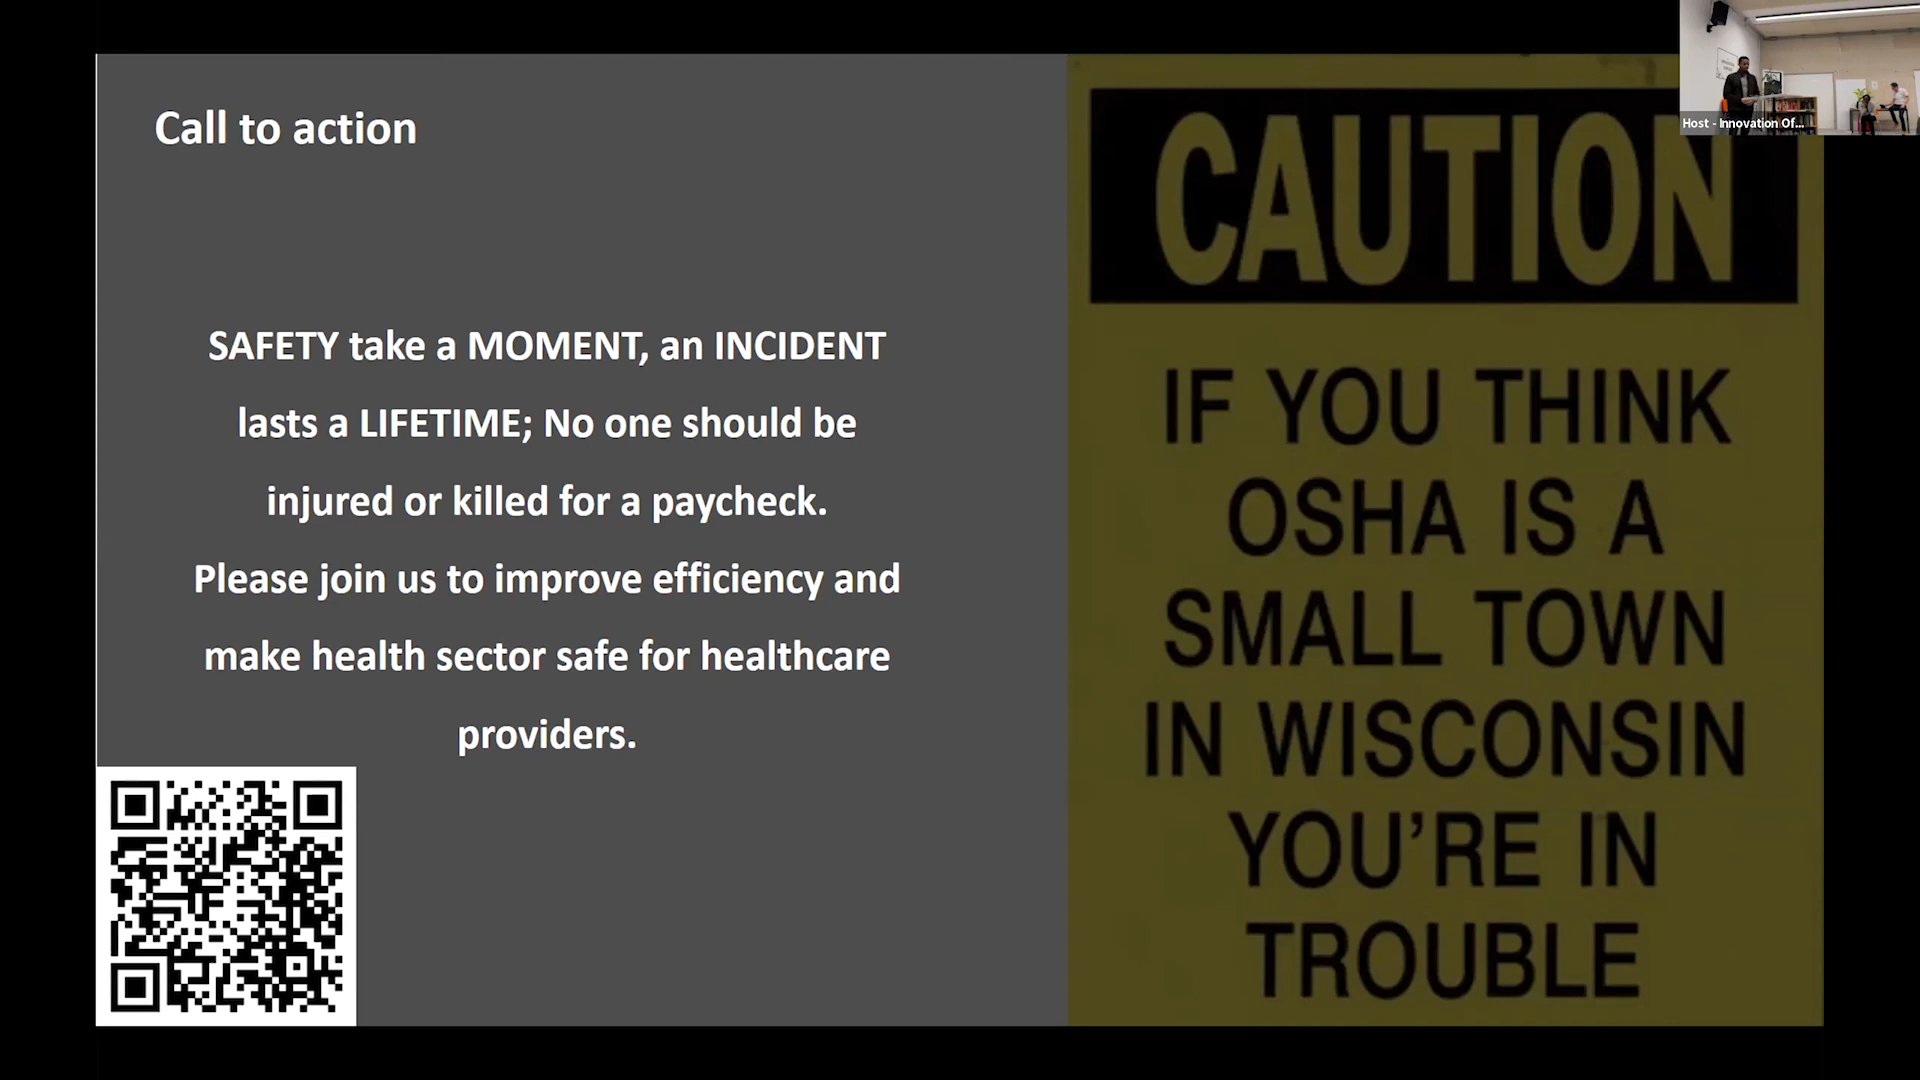 Call to action
SAFETY take a MOMENT, an INCIDENT
lasts a LIFETIME; No one should be
injured or killed for a paycheck.
Please join us to improve efficiency and
make health sector safe for healthcare
providers.
CAUTION
IF YOU THINK
OSHA IS A
SMALL TOWN
IN WISCONSIN
YOU'RE IN
TROUBLE
Host - Innovation Of...